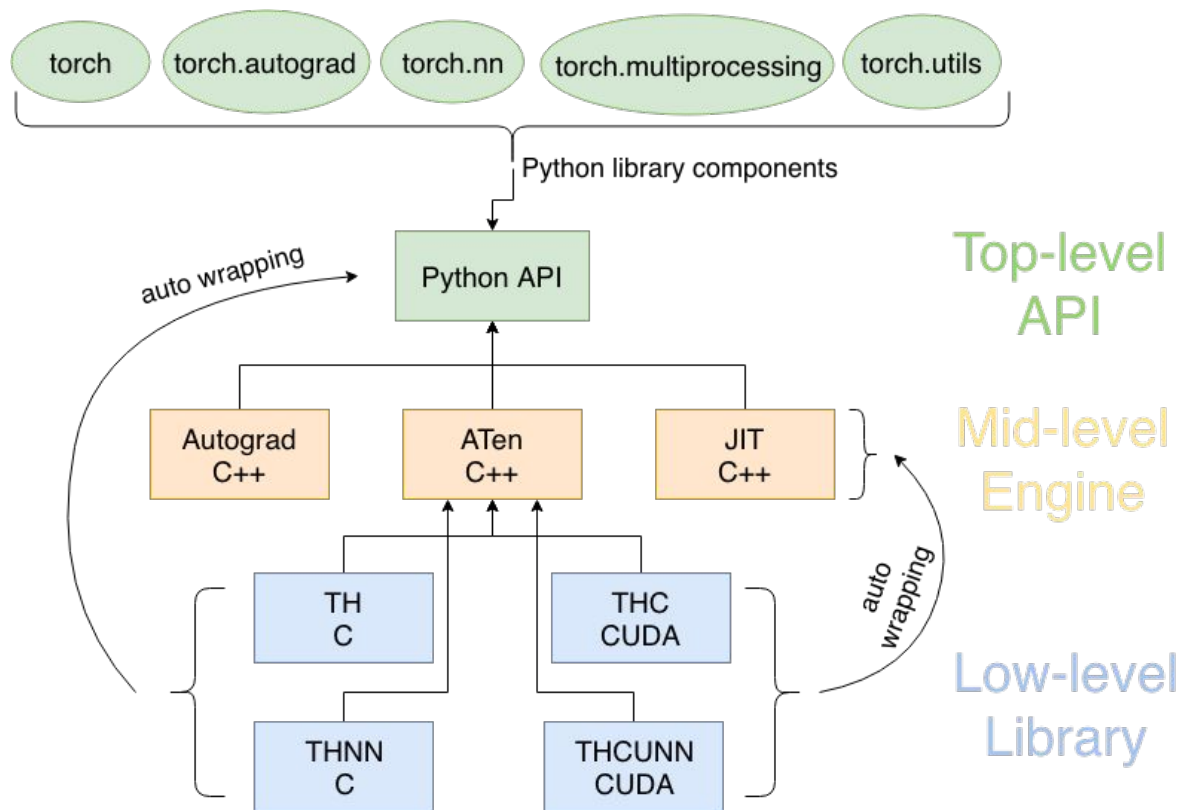 torch
torch.autograd
torch.nn
torch.multiprocessing
torch.utils
Python library components
auto wrapping
Python API
Top-level
API
Autograd
C++
ATen
C++
JIT
C++
Mid-level
Engine
TH
C
THC
CUDA
auto
wrapping
THNN
C
THCUNN
CUDA
Low-level
Library